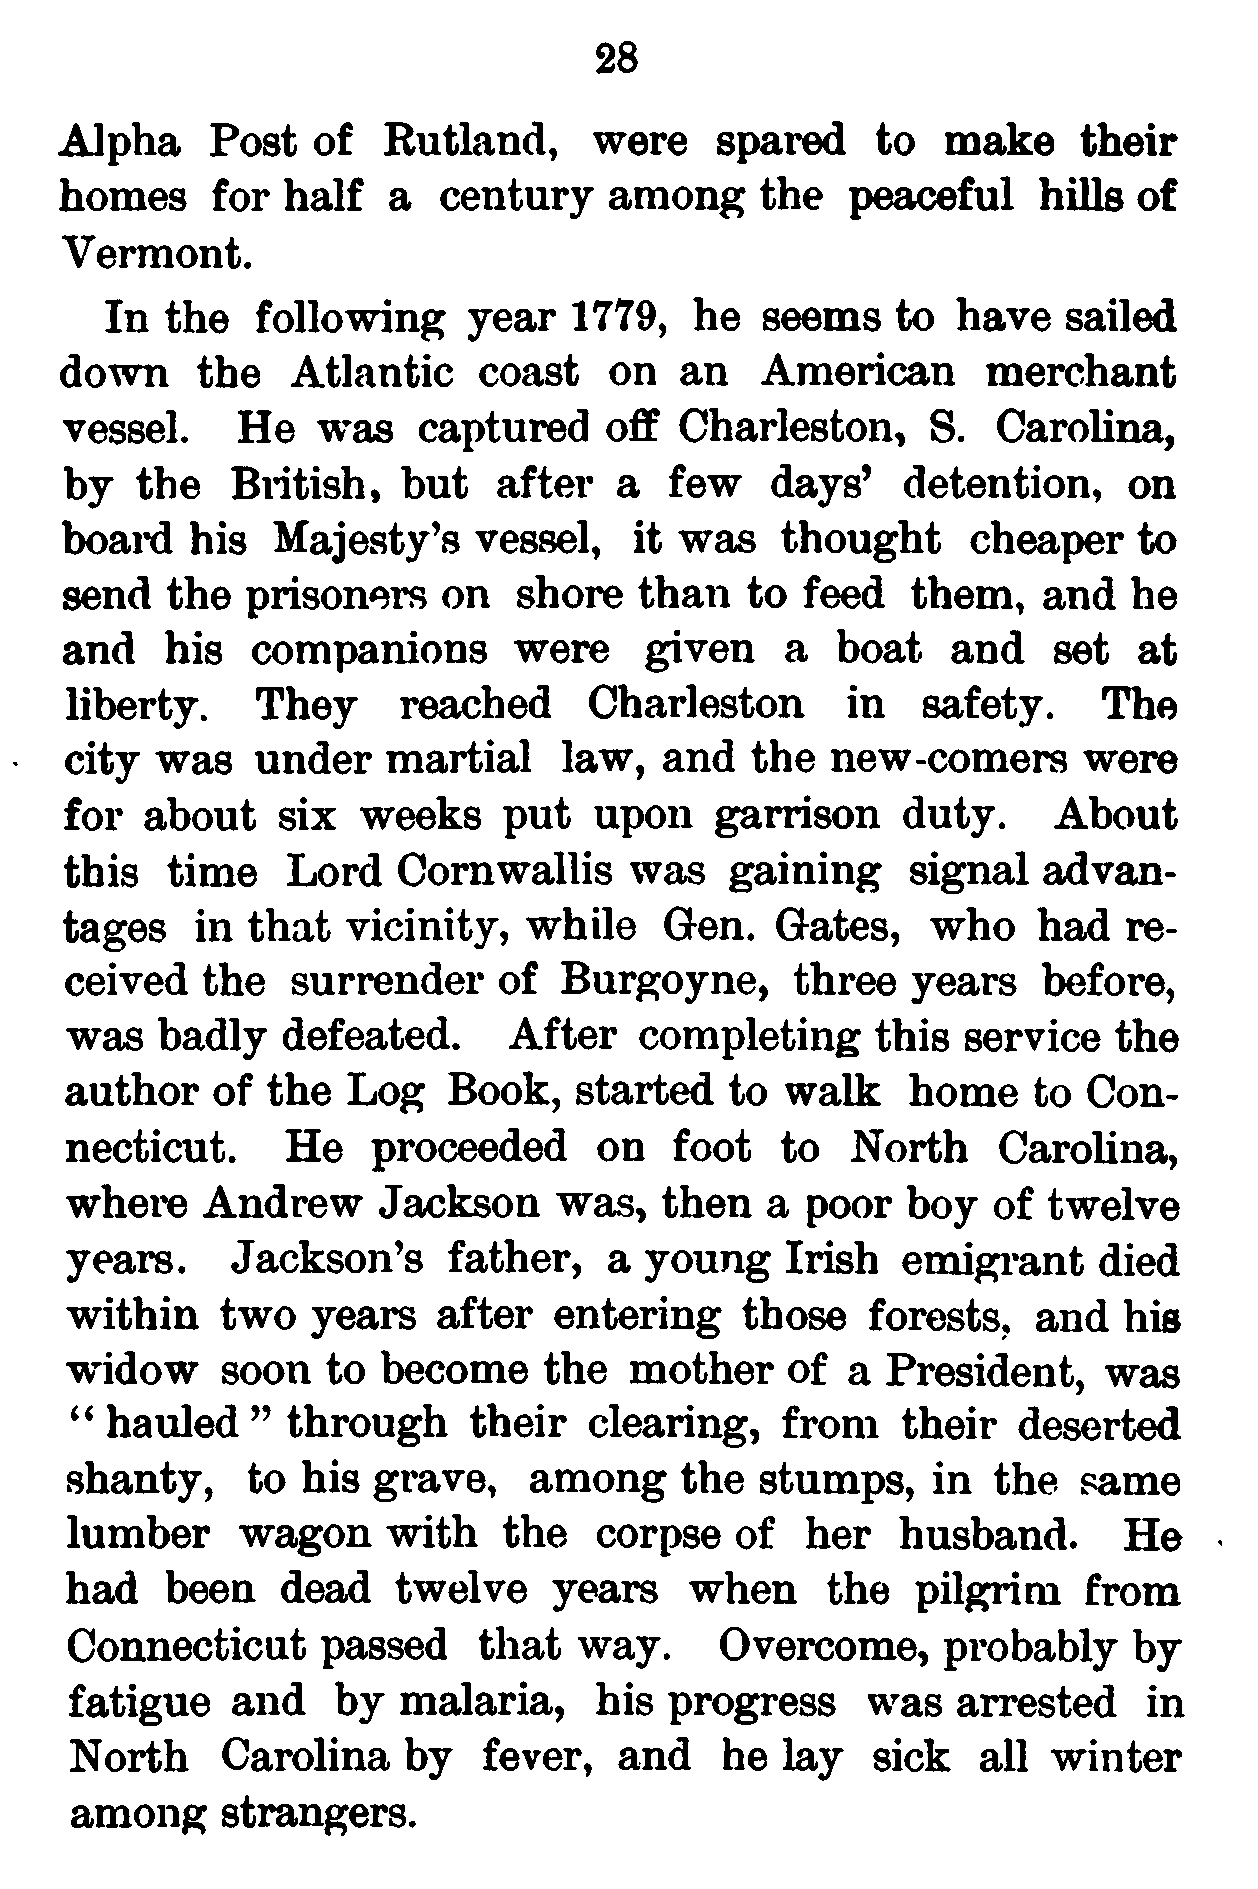 28
Alpha Post of Rutland, were spared to make their
homes for half a century among the peaceful hills of
Vermont.
In the following year 1779, he seems to have sailed
down the Atlantic coast on an American merchant
vessel. He was captured off Charleston, S. Carolina,
by the British, but after a few days' detention, on
board his Majesty's vessel, it was thought cheaper to
send the prisoners on shore than to feed them, and he
and his companions were given a boat and set at
liberty. They reached Charleston in safety. The
city was under martial law, and the new-comers were
for about six weeks put upon garrison duty. About
this time Lord Cornwallis was gaining signal advan-
tages in that vicinity, while Gen. Gates, who had re-
ceived the surrender of Burgoyne, three years before,
was badly defeated. After completing this service the
author of the Log Book, started to walk home to Con-
necticut. He proceeded on foot to North Carolina,
where Andrew Jackson was, then a poor boy of twelve
years. Jackson's father, a young Irish emigrant died
within two years after entering those forests, and his
widow soon to become the mother of a President, was
" hauled " through their clearing, from their deserted
shanty, to his grave, among the stumps, in the same
lumber wagon with the corpse of her husband. He
had been dead twelve years when the pilgrim from
Connecticut passed that way. Overcome, probably by
fatigue and by malaria, his progress was arrested in
North Carolina by fever, and he lay sick all winter
among strangers.